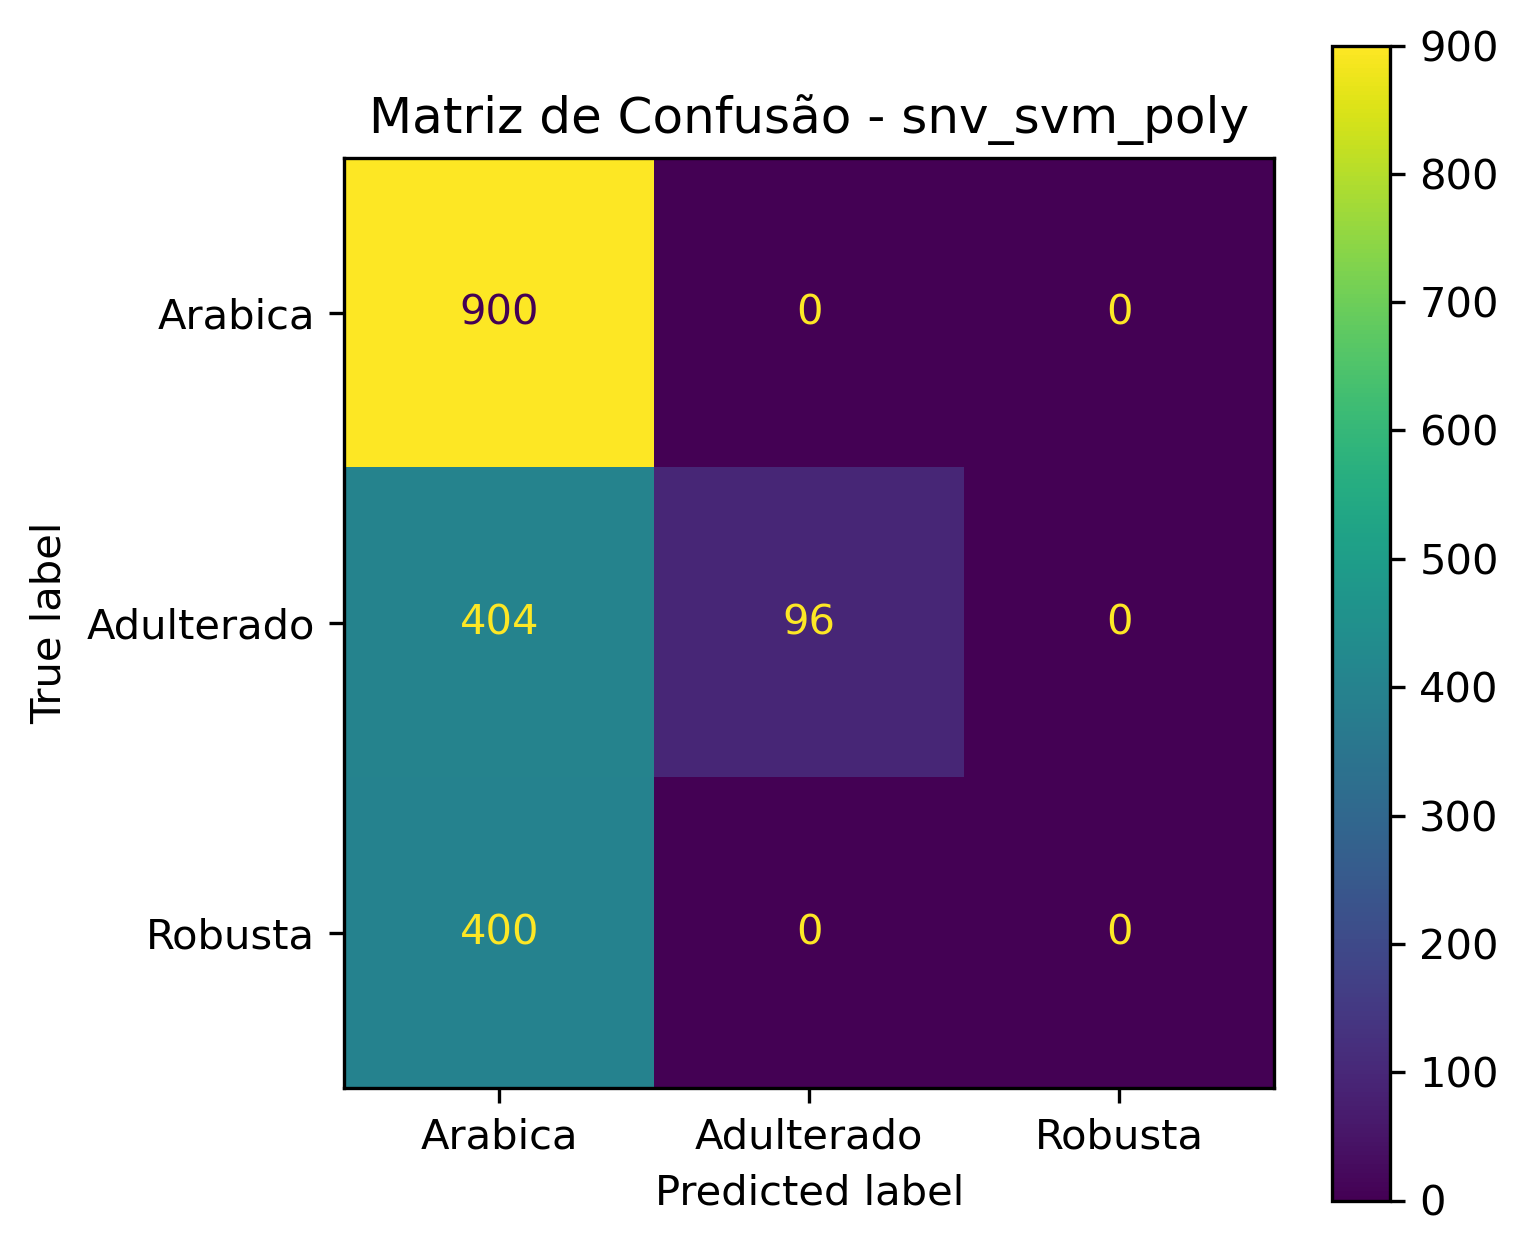 Matriz de Confusão - snv_svm_poly
True label
Arabica
Adulterado
Robusta
900 0 0
404 96 0
400 0 0
Arabica Adulterado Robusta
Predicted label
900
800
700
600
500
400
300
200
100
0